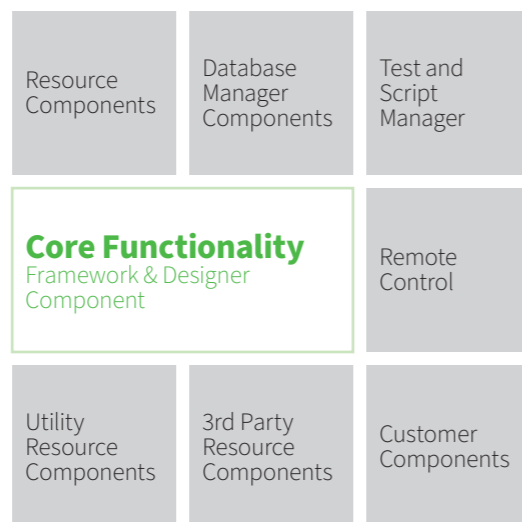 Resource
Components
Database
Manager
Components
Test and
Script
Manager
Core Functionality
Framework & Designer
Component
Remote
Control
Utility
Resource
Components
3rd Party
Resource
Components
Customer
Components